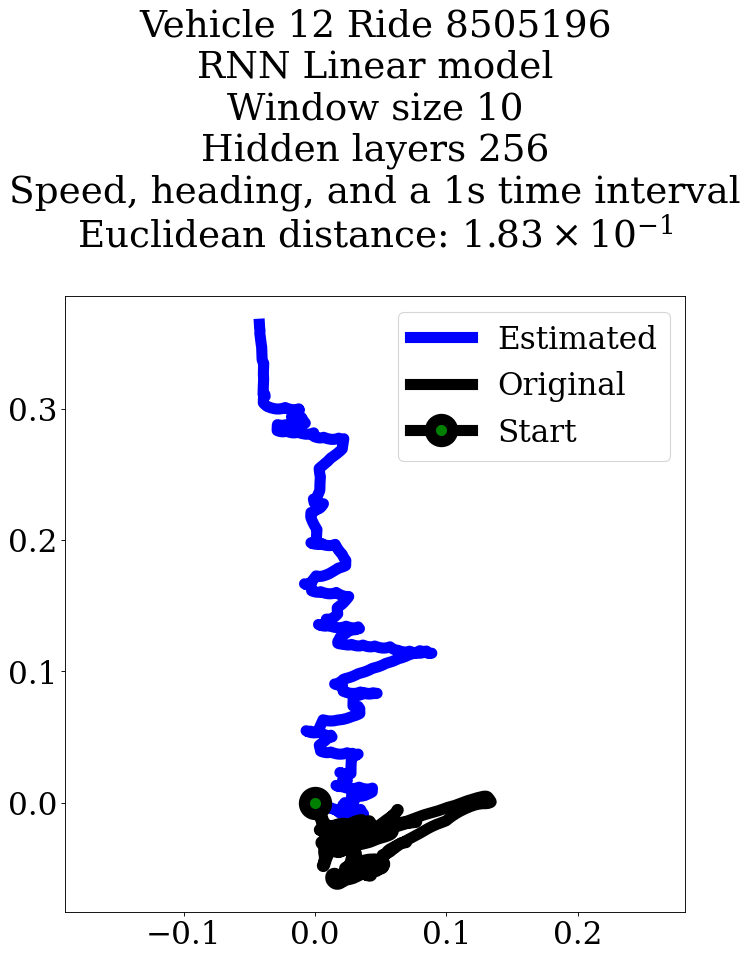 Vehicle 12 Ride 8505196
RNN Linear model
Window size 10
Hidden layers 256
Speed, heading, and a 1s time interval
Euclidean distance: 1.83 × 10⁻¹
Estimated
Original
Start
0.3
0.2
0.1
0.0
−0.1 0.0 0.1 0.2